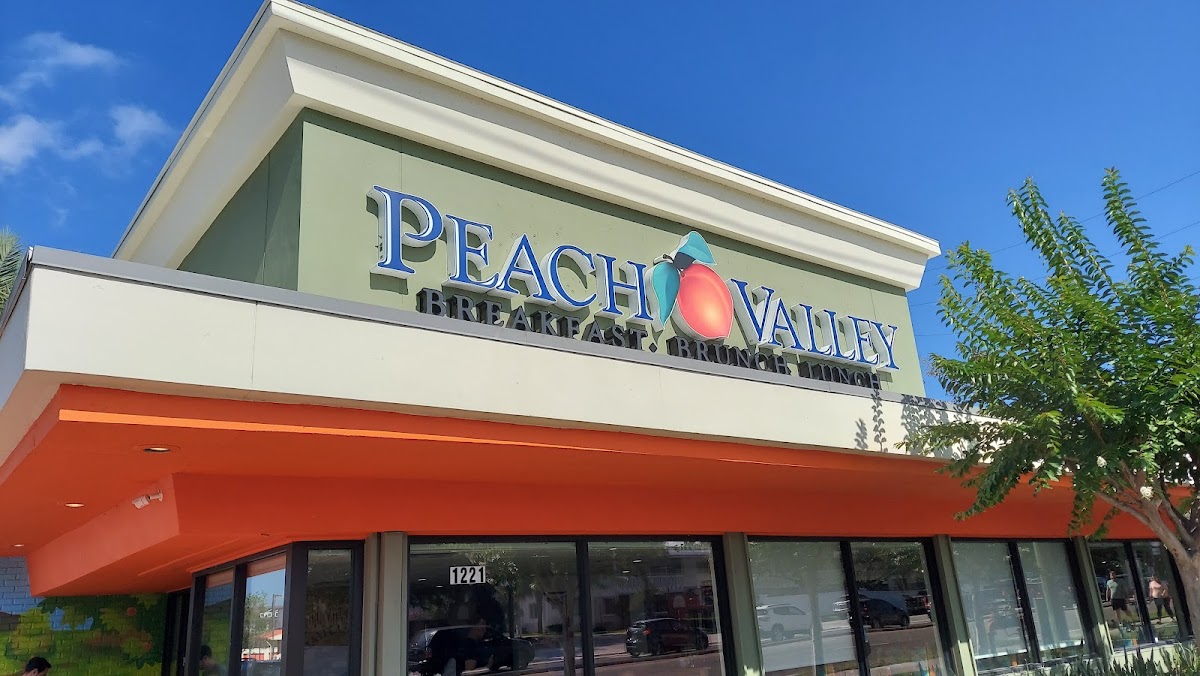 PEACH VALLEY
BREAKFAST • BRUNCH LUNCH
1221